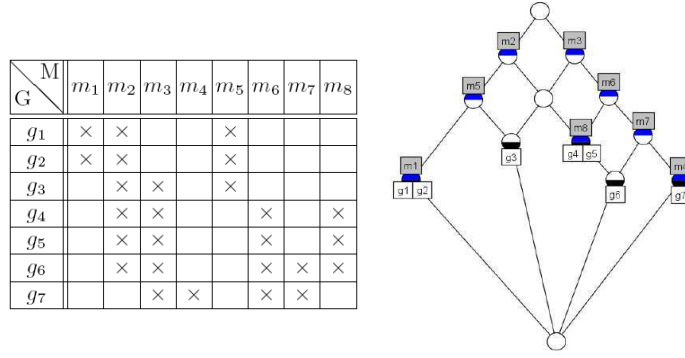 M
G
m1 m2 m3 m4 m5 m6 m7 m8
g1 × × ×
g2 × × ×
g3 × × ×
g4 × × × ×
g5 × × × ×
g6 × × × × ×
g7 × × × ×
m2 m3
m5 m6
m8 m7
g3 g4 g5
m1 m4
g1 g2 g6 g7